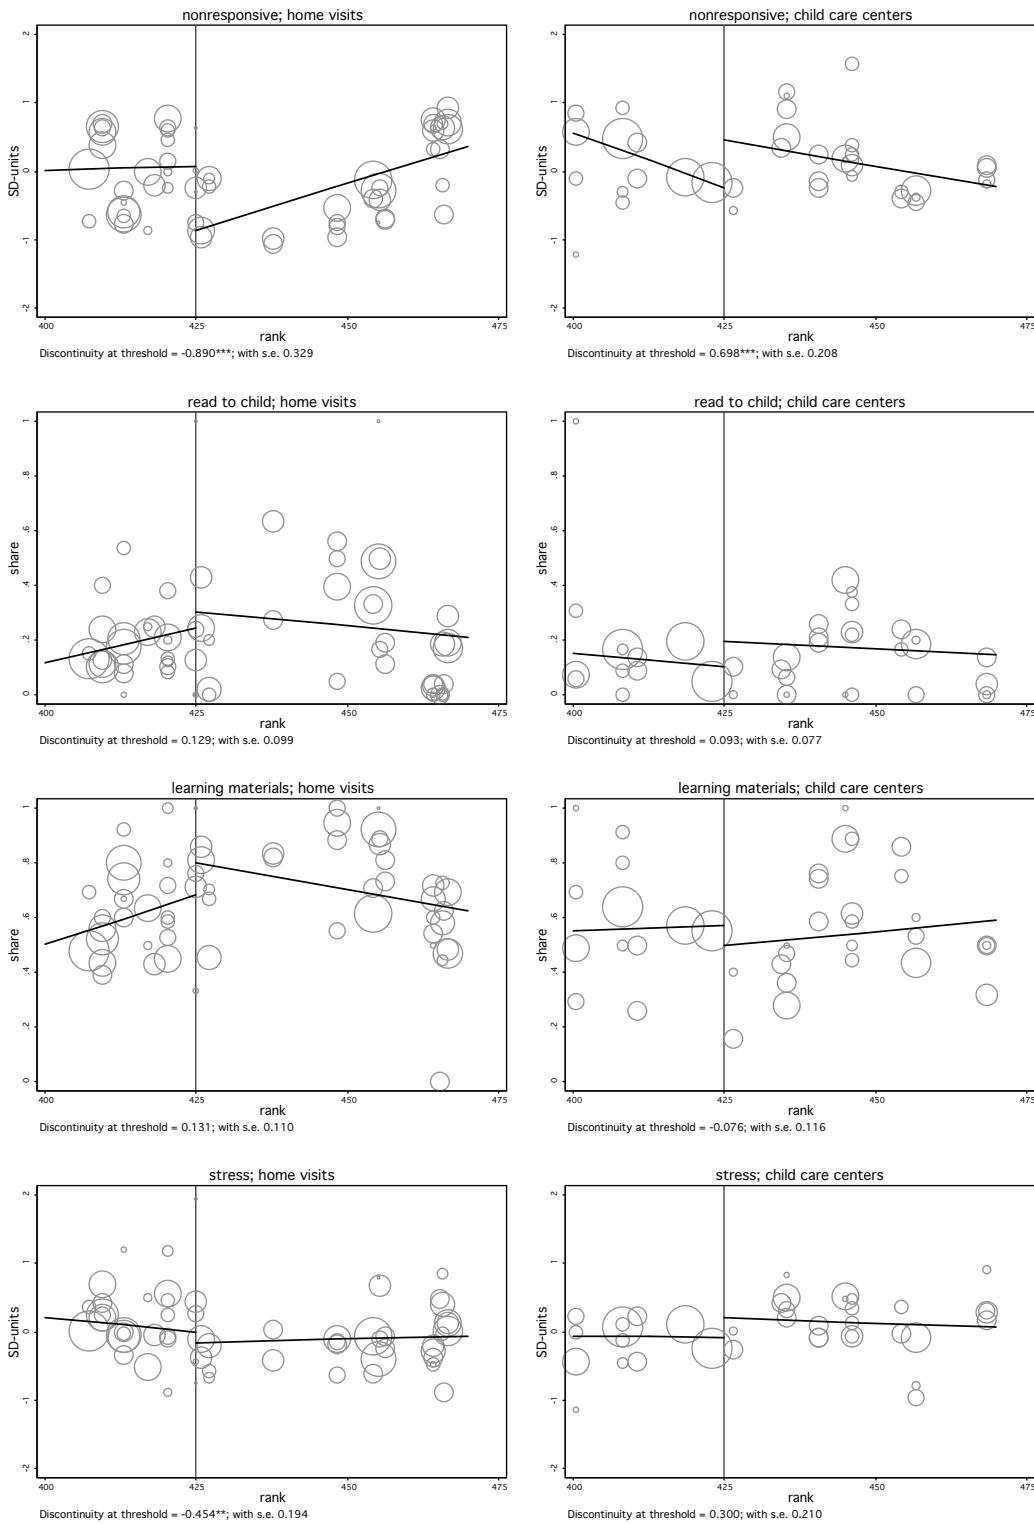 nonresponsive; home visits
SD-units
2
1
0
-1
-2
400
425
450
475
rank
Discontinuity at threshold = -0.890***; with s.e. 0.329
nonresponsive; child care centers
SD-units
2
1
0
-1
-2
400
425
450
475
rank
Discontinuity at threshold = 0.698***; with s.e. 0.208
read to child; home visits
share
1
.8
.6
.4
.2
0
400
425
450
475
rank
Discontinuity at threshold = 0.129; with s.e. 0.099
read to child; child care centers
share
1
.8
.6
.4
.2
0
400
425
450
475
rank
Discontinuity at threshold = 0.093; with s.e. 0.077
learning materials; home visits
share
1
.8
.6
.4
.2
0
400
425
450
475
rank
Discontinuity at threshold = 0.131; with s.e. 0.110
learning materials; child care centers
share
1
.8
.6
.4
.2
0
400
425
450
475
rank
Discontinuity at threshold = -0.076; with s.e. 0.116
stress; home visits
SD-units
2
1
0
-1
-2
400
425
450
475
rank
Discontinuity at threshold = -0.454**; with s.e. 0.194
stress; child care centers
SD-units
2
1
0
-1
-2
400
425
450
475
rank
Discontinuity at threshold = 0.300; with s.e. 0.210